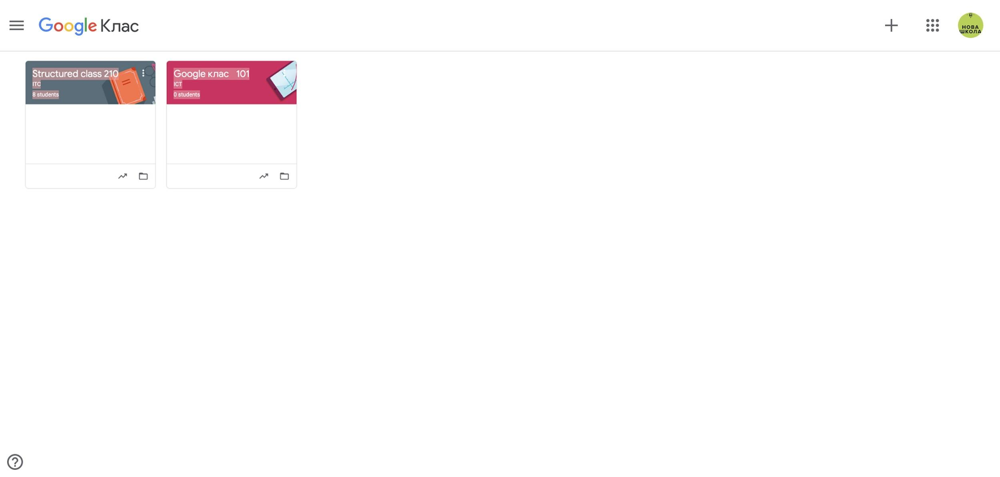 Google Клас
НОВА
ШКОЛА
Structured class 210
ITC
8 students
Google клас 101
ICT
0 students